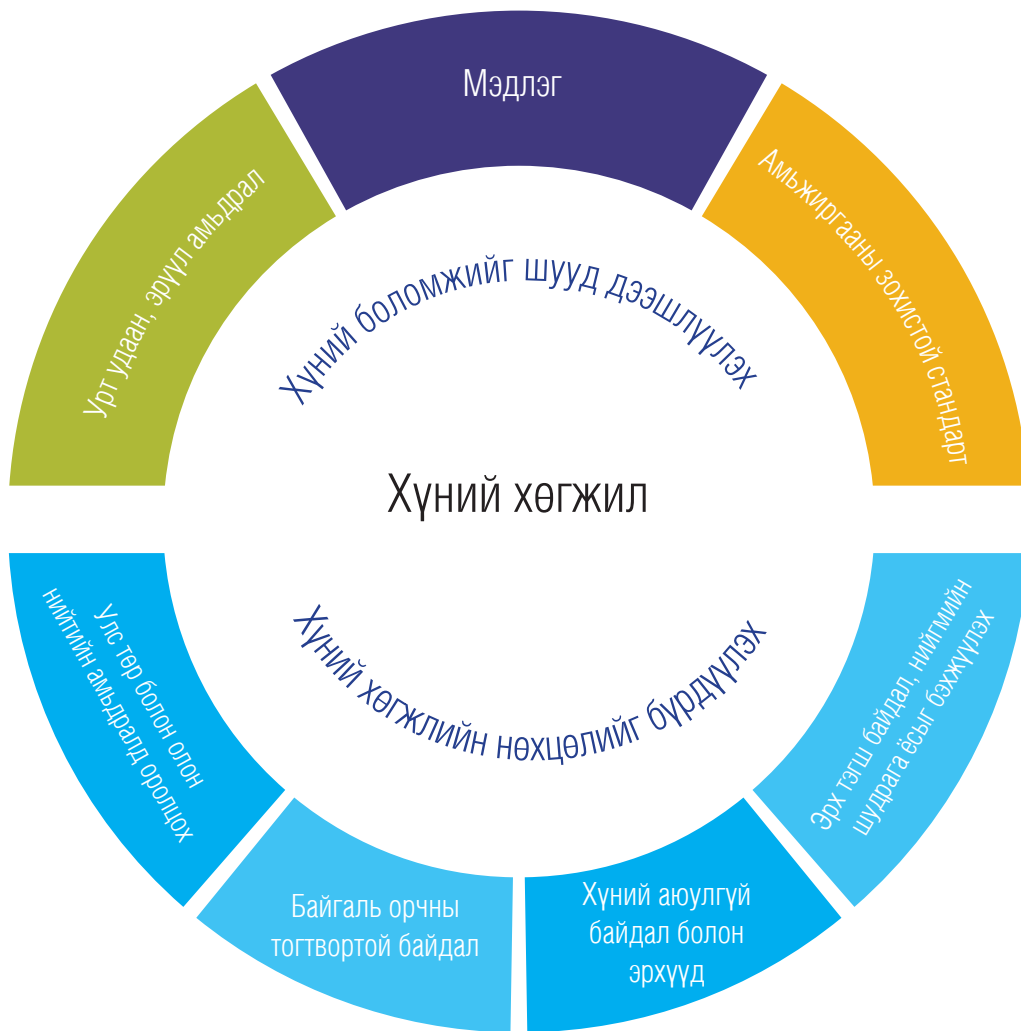 Мэдлэг
Урт удаан, эрүүл амьдрал
Амьжиргааны зохистой стандарт
Хүний боломжийг шууд дээшлүүлэх
Хүний хөгжил
Хүний хөгжлийн нөхцөлийг бүрдүүлэх
Улс төр болон олон
нийтийн амьдралд оролцох
Эрх тэгш байдал, нийгмийн
шудрага ёсыг бэхжүүлэх
Байгаль орчны
тогтвортой байдал
Хүний аюулгүй
байдал болон
эрхүүд